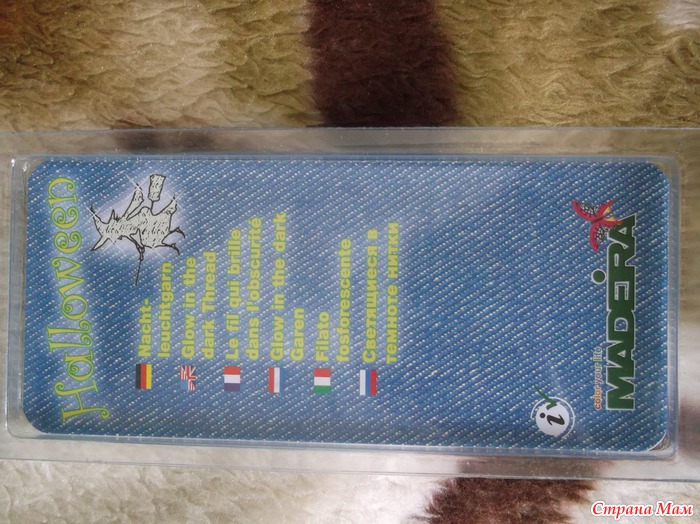 Halloween
Nacht-
leuchtgarn
Glow in the
dark Thread
Le fil qui brille
dans l'obscurité
Glow in the dark
Garen
Filato
fosforescente
Светящиеся в
темноте нитки
i
color your life
MADEIRA
Страна Мам